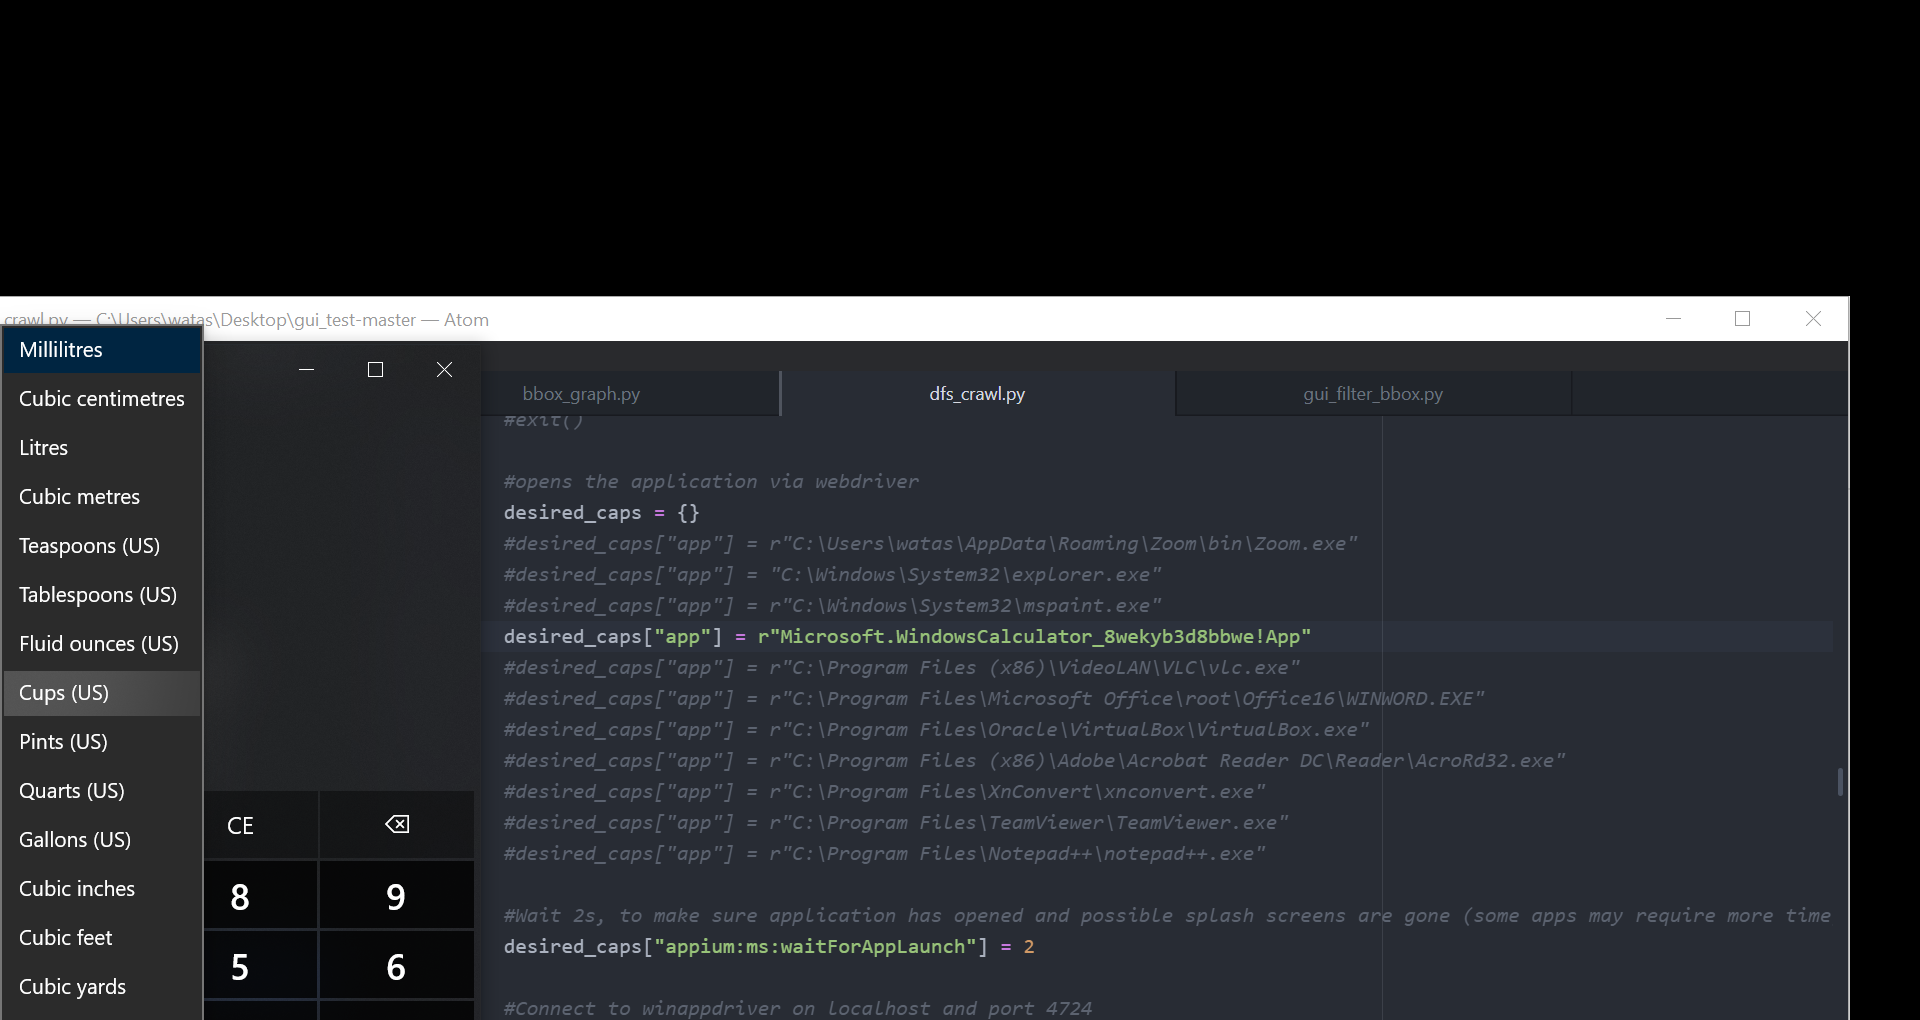 crawl.py — C:\Users\watas\Desktop\gui_test-master — Atom
Millilitres
Cubic centimetres
Litres
Cubic metres
Teaspoons (US)
Tablespoons (US)
Fluid ounces (US)
Cups (US)
Pints (US)
Quarts (US)
Gallons (US)
Cubic inches
Cubic feet
Cubic yards
CE
8 9
5 6
bbox_graph.py dfs_crawl.py gui_filter_bbox.py
#exit()
#opens the application via webdriver
desired_caps = {}
#desired_caps["app"] = r"C:\Users\watas\AppData\Roaming\Zoom\bin\Zoom.exe"
#desired_caps["app"] = "C:\Windows\System32\explorer.exe"
#desired_caps["app"] = r"C:\Windows\System32\mspaint.exe"
desired_caps["app"] = r"Microsoft.WindowsCalculator_8wekyb3d8bbwe!App"
#desired_caps["app"] = r"C:\Program Files (x86)\VideoLAN\VLC\vlc.exe"
#desired_caps["app"] = r"C:\Program Files\Microsoft Office\root\Office16\WINWORD.EXE"
#desired_caps["app"] = r"C:\Program Files\Oracle\VirtualBox\VirtualBox.exe"
#desired_caps["app"] = r"C:\Program Files (x86)\Adobe\Acrobat Reader DC\Reader\AcroRd32.exe"
#desired_caps["app"] = r"C:\Program Files\XnConvert\xnconvert.exe"
#desired_caps["app"] = r"C:\Program Files\TeamViewer\TeamViewer.exe"
#desired_caps["app"] = r"C:\Program Files\Notepad++\notepad++.exe"
#Wait 2s, to make sure application has opened and possible splash screens are gone (some apps may require more time
desired_caps["appium:ms:waitForAppLaunch"] = 2
#Connect to winappdriver on localhost and port 4724